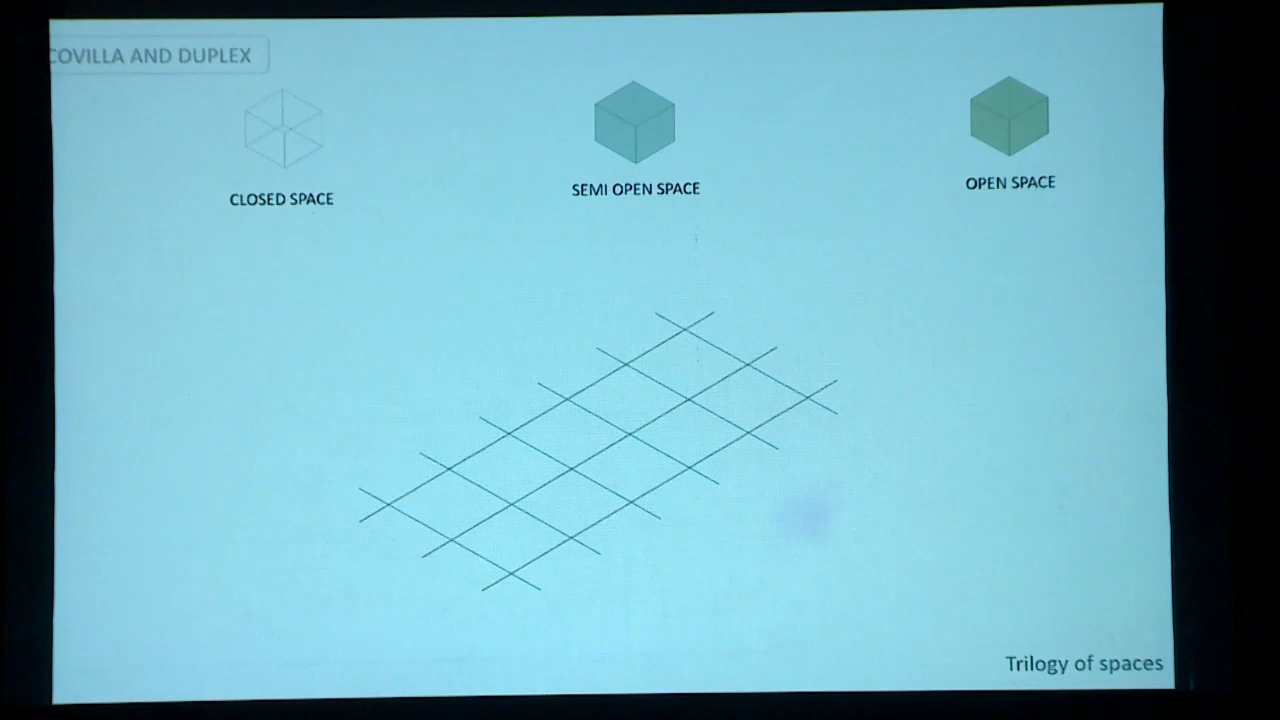 COVILLA AND DUPLEX
CLOSED SPACE
SEMI OPEN SPACE
OPEN SPACE
Trilogy of spaces